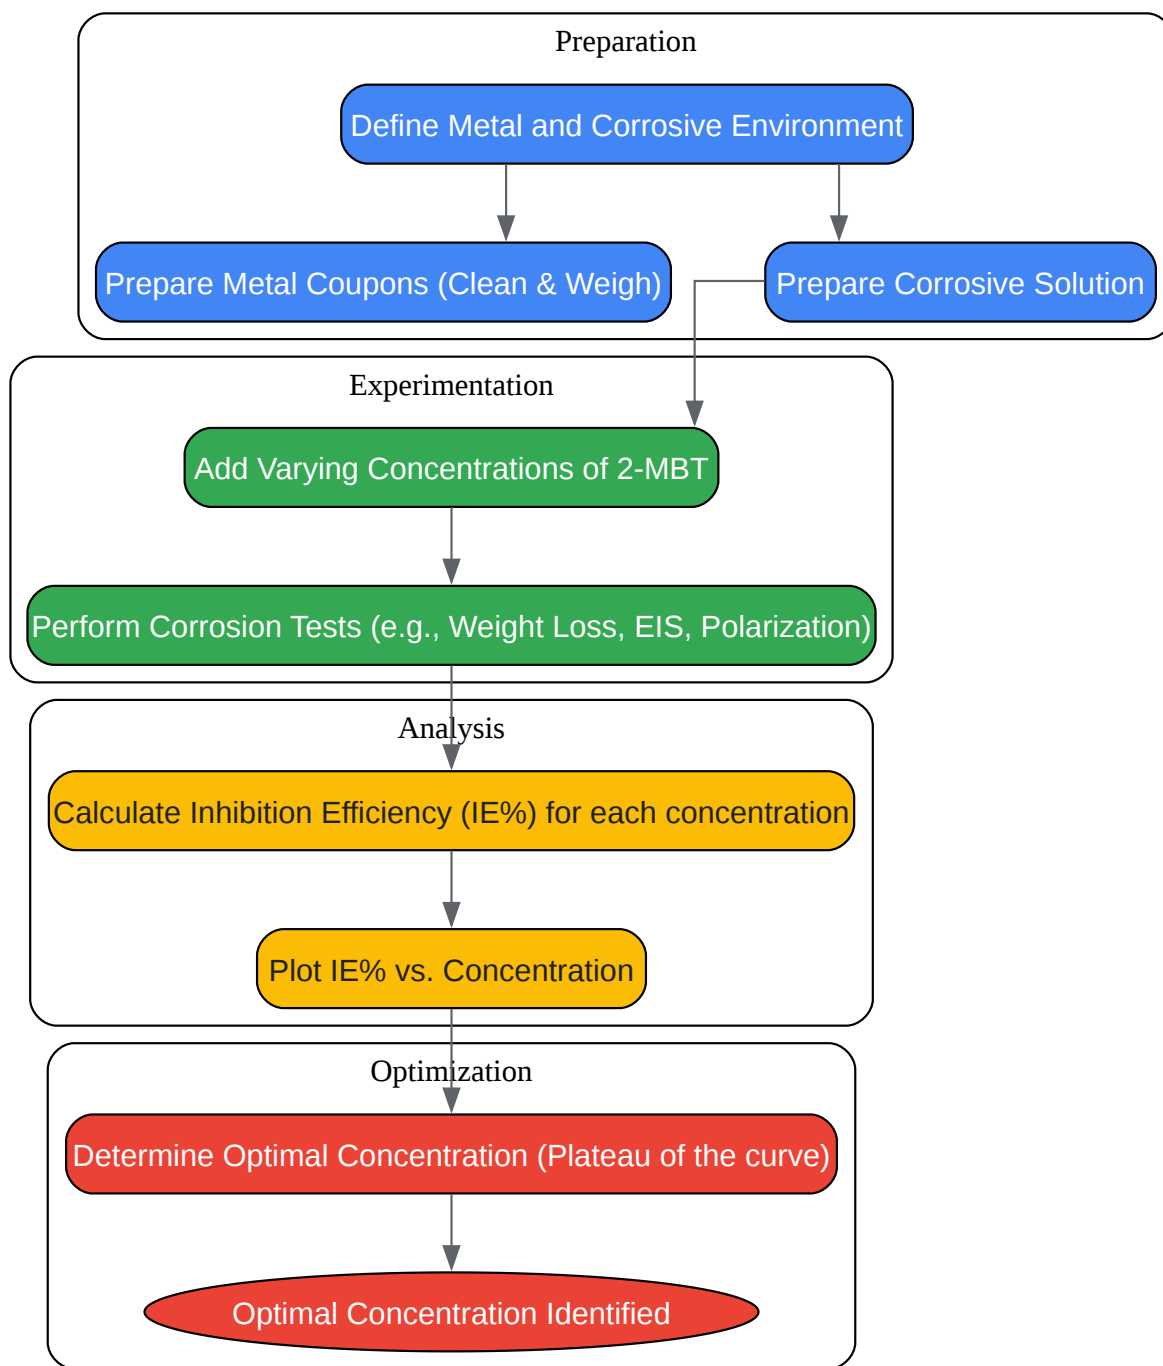 Preparation
Define Metal and Corrosive Environment
Prepare Metal Coupons (Clean & Weigh)
Prepare Corrosive Solution
Experimentation
Add Varying Concentrations of 2-MBT
Perform Corrosion Tests (e.g., Weight Loss, EIS, Polarization)
Analysis
Calculate Inhibition Efficiency (IE%) for each concentration
Plot IE% vs. Concentration
Optimization
Determine Optimal Concentration (Plateau of the curve)
Optimal Concentration Identified